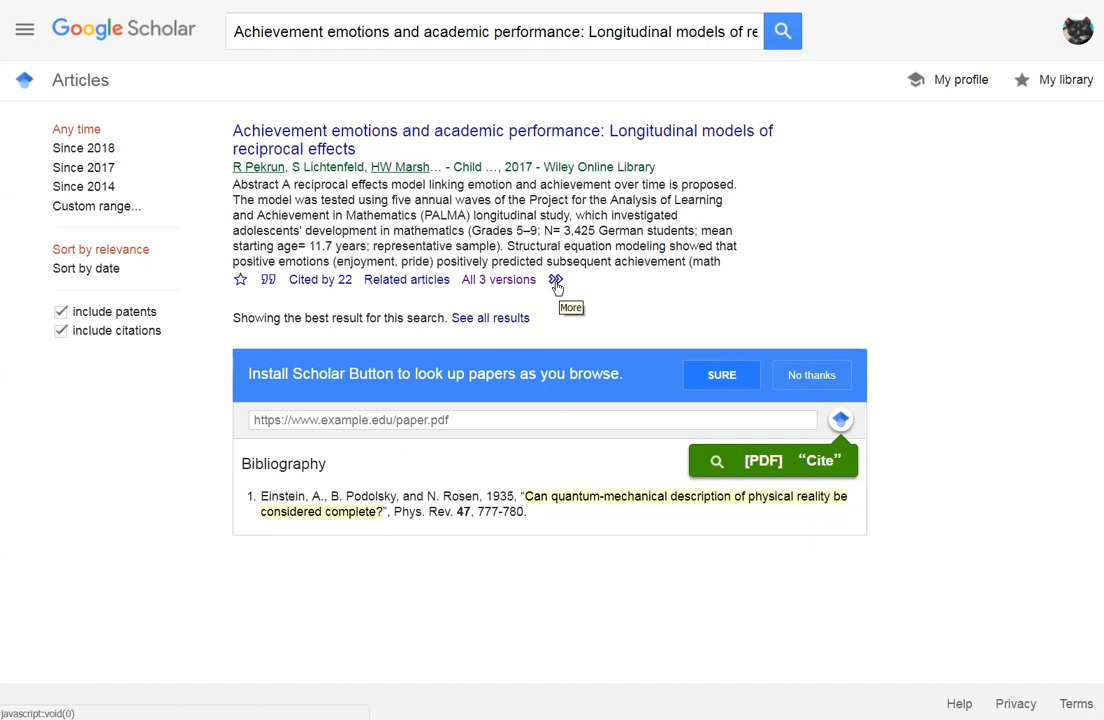 Google Scholar
Achievement emotions and academic performance: Longitudinal models of re
Articles
My profile
My library
Any time
Since 2018
Since 2017
Since 2014
Custom range...
Sort by relevance
Sort by date
include patents
include citations
Achievement emotions and academic performance: Longitudinal models of
reciprocal effects
R Pekrun, S Lichtenfeld, HW Marsh... - Child ..., 2017 - Wiley Online Library
Abstract A reciprocal effects model linking emotion and achievement over time is proposed.
The model was tested using five annual waves of the Project for the Analysis of Learning
and Achievement in Mathematics (PALMA) longitudinal study, which investigated
adolescents' development in mathematics (Grades 5–9; N= 3,425 German students; mean
starting age= 11.7 years; representative sample). Structural equation modeling showed that
positive emotions (enjoyment, pride) positively predicted subsequent achievement (math
Cited by 22 Related articles All 3 versions
More
Showing the best result for this search. See all results
Install Scholar Button to look up papers as you browse.
SURE
No thanks
https://www.example.edu/paper.pdf
[PDF] “Cite”
Bibliography
1. Einstein, A., B. Podolsky, and N. Rosen, 1935, “Can quantum-mechanical description of physical reality be
considered complete?”, Phys. Rev. 47, 777-780.
Help
Privacy
Terms
javascript:void(0)